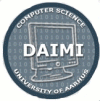 COMPUTER SCIENCE
DAIMI
UNIVERSITY OF AARHUS